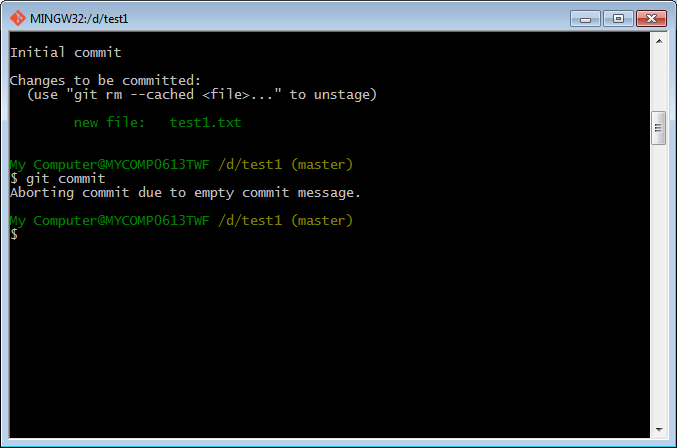 MINGW32:/d/test1
Initial commit
Changes to be committed:
  (use "git rm --cached <file>..." to unstage)
        new file:   test1.txt
My Computer@MYCOMP0613TWF /d/test1 (master)
$ git commit
Aborting commit due to empty commit message.
My Computer@MYCOMP0613TWF /d/test1 (master)
$